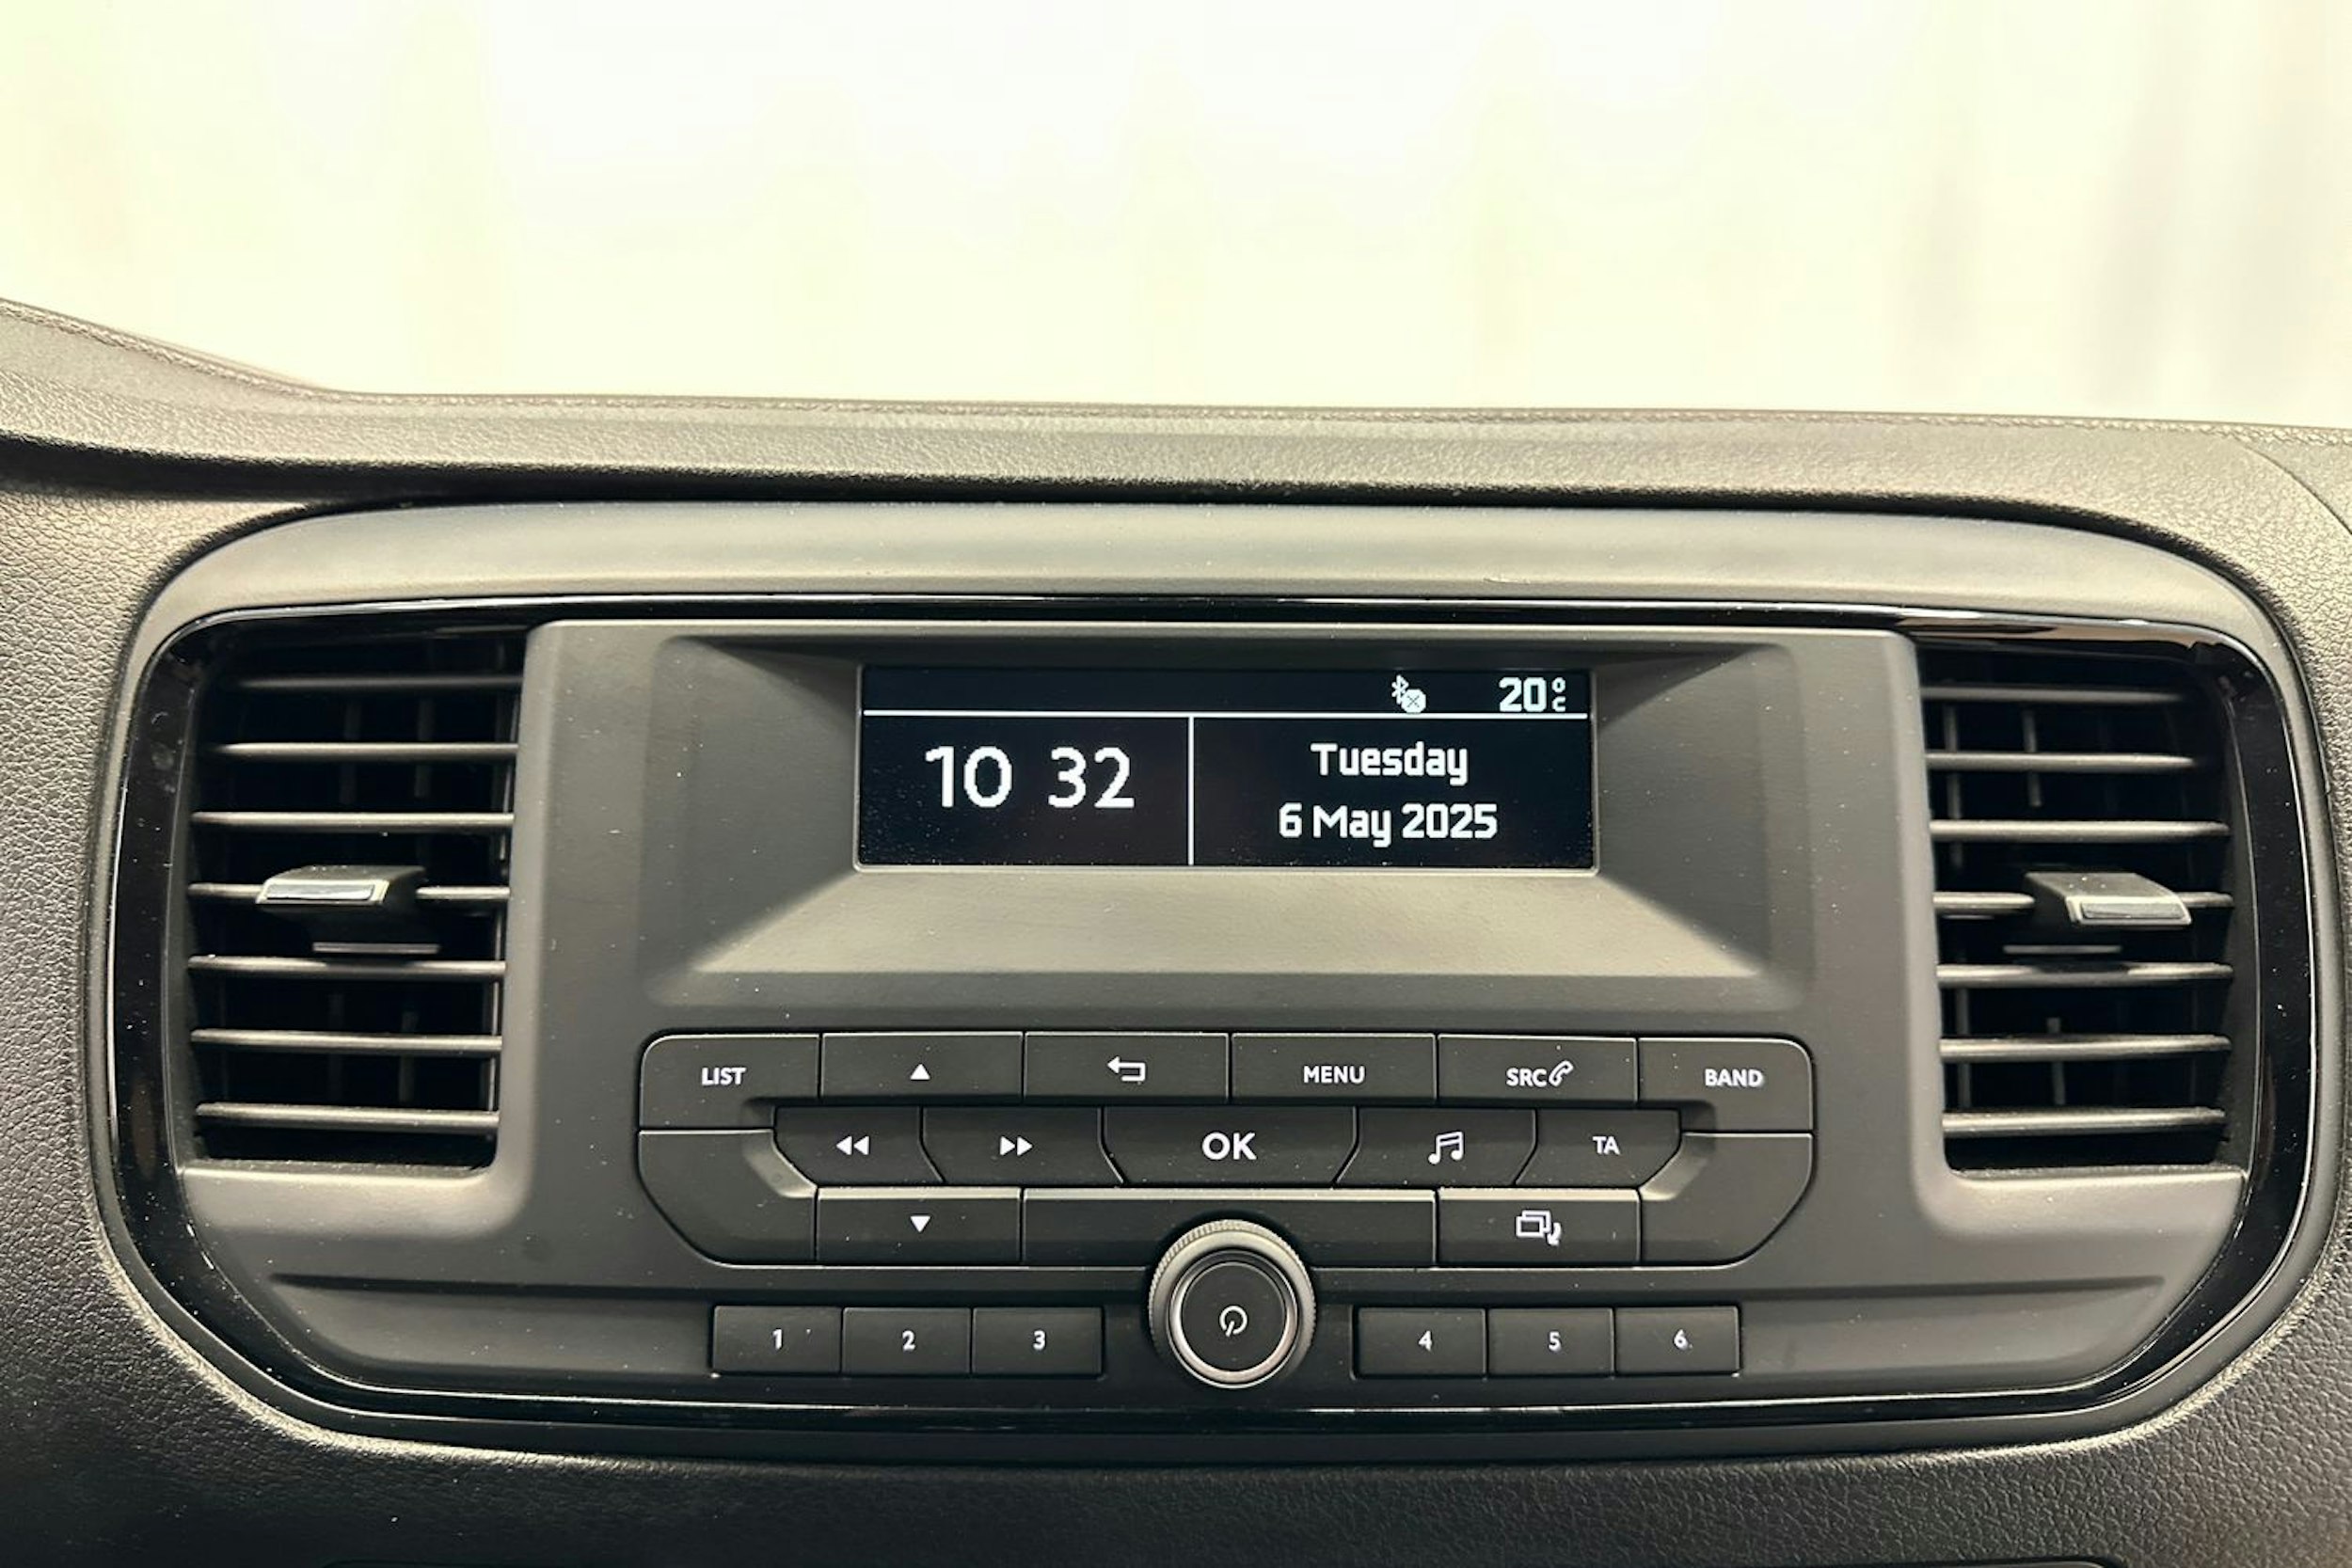 20°C
10 32
Tuesday
6 May 2025
LIST
MENU
SRC
BAND
OK
TA
1 2 3 4 5 6